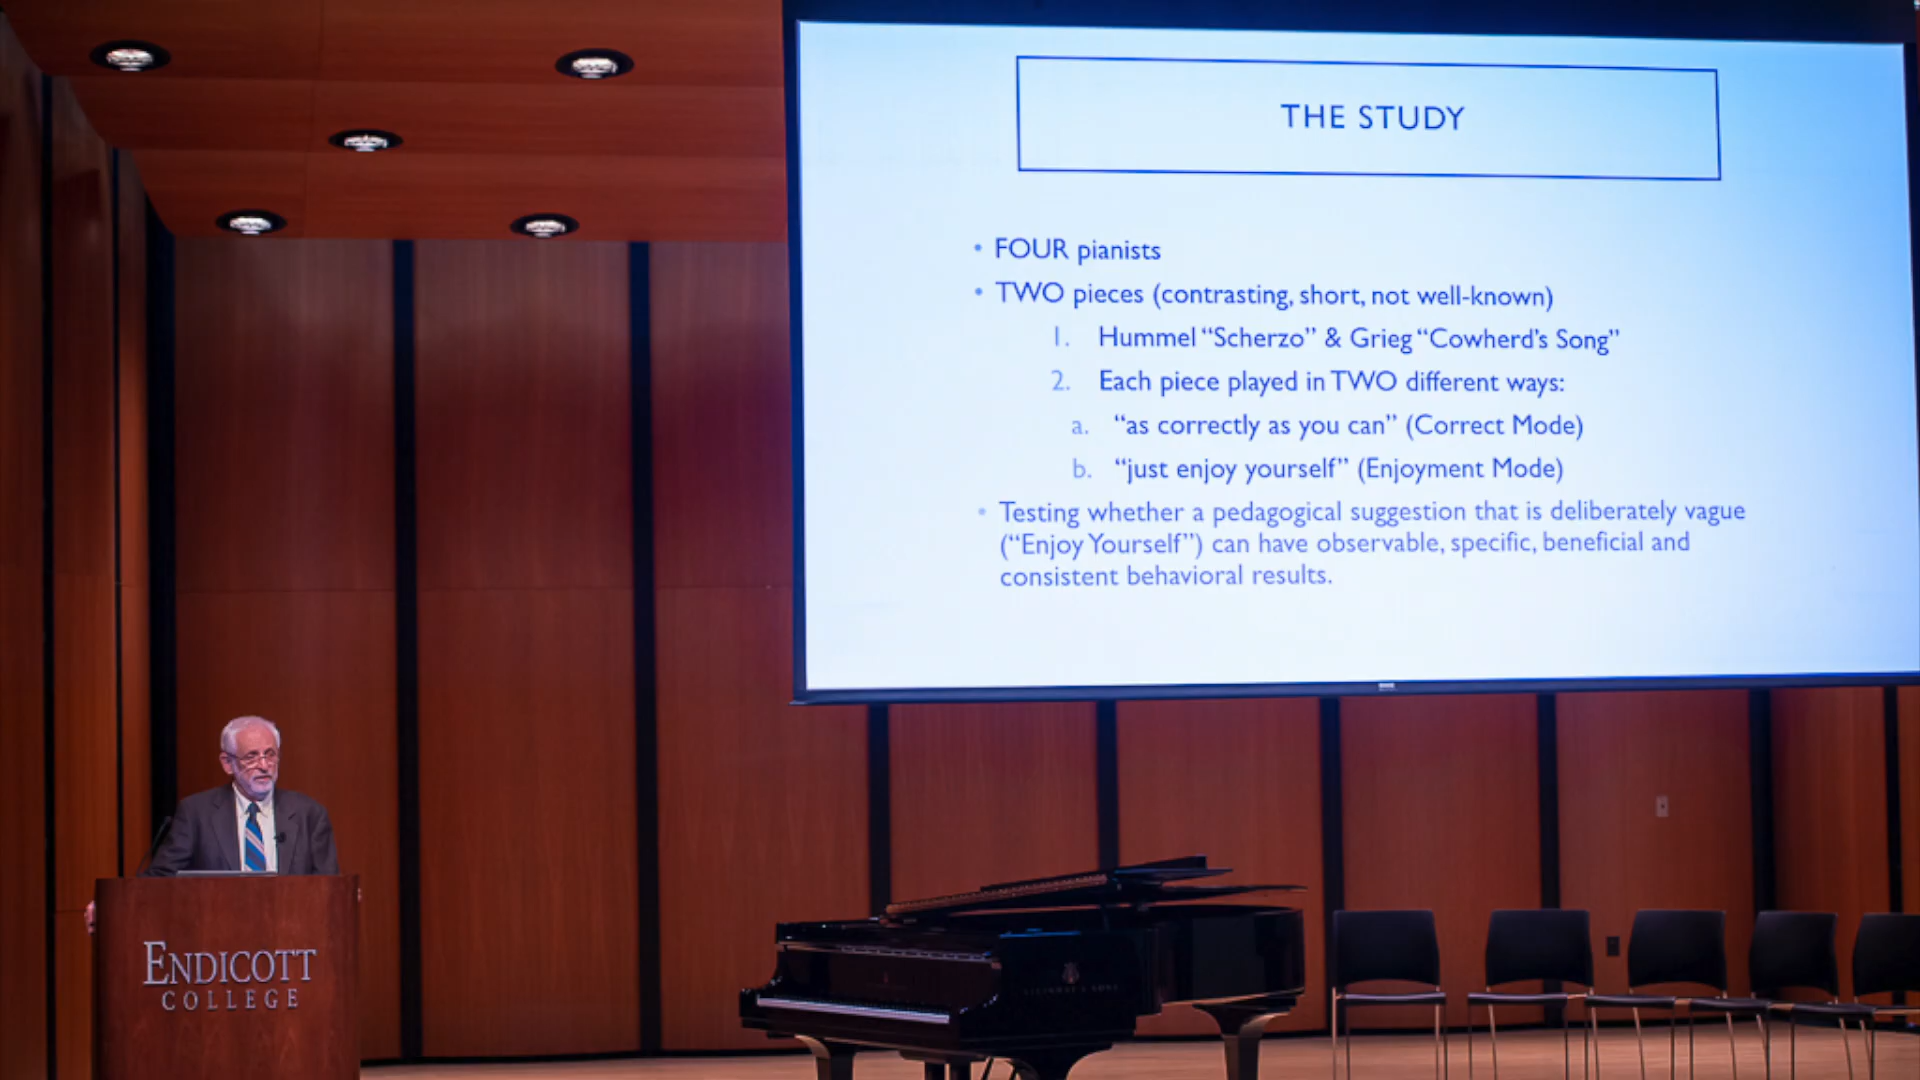 THE STUDY
• FOUR pianists
• TWO pieces (contrasting, short, not well-known)
1. Hummel “Scherzo” & Grieg “Cowherd’s Song”
2. Each piece played in TWO different ways:
a. “as correctly as you can” (Correct Mode)
b. “just enjoy yourself” (Enjoyment Mode)
• Testing whether a pedagogical suggestion that is deliberately vague
(“Enjoy Yourself”) can have observable, specific, beneficial and
consistent behavioral results.
ENDICOTT
COLLEGE
STEINWAY & SONS